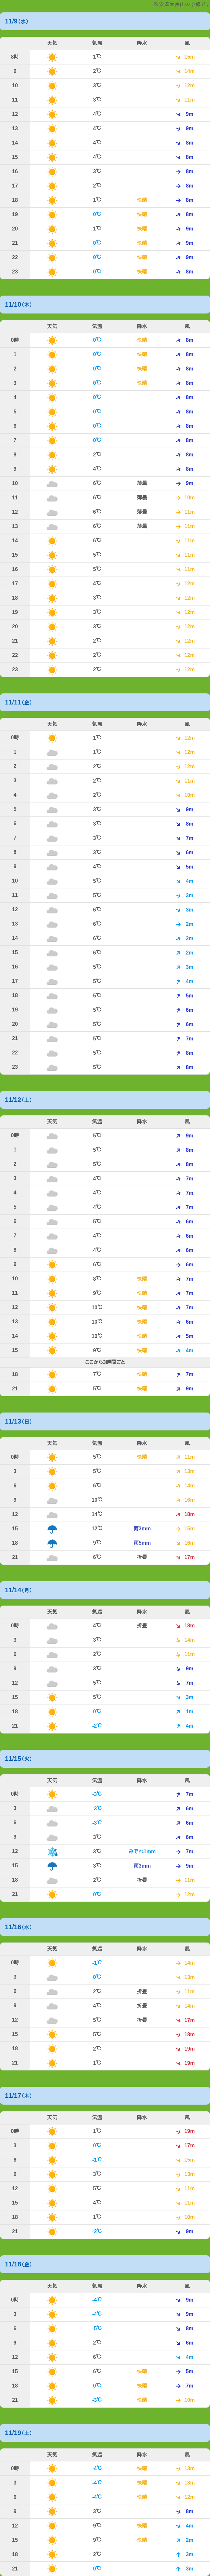 ※安達太良山の予報です
11/9(水)
天気 気温 降水 風
8時 1℃ 15m
9 2℃ 14m
10 3℃ 12m
11 3℃ 11m
12 4℃ 9m
13 4℃ 9m
14 4℃ 8m
15 4℃ 8m
16 3℃ 8m
17 2℃ 8m
18 1℃ 快晴 8m
19 0℃ 快晴 8m
20 1℃ 快晴 9m
21 0℃ 快晴 9m
22 0℃ 快晴 9m
23 0℃ 快晴 8m
11/10(木)
天気 気温 降水 風
0時 0℃ 快晴 8m
1 0℃ 快晴 8m
2 0℃ 快晴 8m
3 0℃ 快晴 8m
4 0℃ 8m
5 0℃ 8m
6 0℃ 8m
7 0℃ 8m
8 2℃ 8m
9 4℃ 8m
10 6℃ 薄曇 9m
11 6℃ 薄曇 10m
12 6℃ 薄曇 11m
13 6℃ 薄曇 11m
14 6℃ 11m
15 5℃ 11m
16 5℃ 11m
17 4℃ 12m
18 3℃ 12m
19 3℃ 12m
20 3℃ 12m
21 2℃ 12m
22 2℃ 12m
23 2℃ 12m
11/11(金)
天気 気温 降水 風
0時 1℃ 12m
1 1℃ 12m
2 2℃ 12m
3 2℃ 11m
4 2℃ 10m
5 3℃ 9m
6 3℃ 8m
7 3℃ 7m
8 3℃ 6m
9 4℃ 5m
10 5℃ 4m
11 6℃ 3m
12 6℃ 3m
13 6℃ 2m
14 6℃ 2m
15 6℃ 2m
16 5℃ 3m
17 5℃ 4m
18 5℃ 5m
19 5℃ 6m
20 5℃ 6m
21 5℃ 7m
22 5℃ 8m
23 5℃ 8m
11/12(土)
天気 気温 降水 風
0時 5℃ 9m
1 5℃ 8m
2 5℃ 8m
3 4℃ 7m
4 4℃ 7m
5 4℃ 7m
6 5℃ 6m
7 4℃ 6m
8 4℃ 6m
9 6℃ 6m
10 8℃ 快晴 7m
11 9℃ 快晴 7m
12 10℃ 快晴 7m
13 10℃ 快晴 6m
14 10℃ 快晴 5m
15 9℃ 快晴 4m
ここから3時間ごと
18 7℃ 快晴 7m
21 5℃ 快晴 9m
11/13(日)
天気 気温 降水 風
0時 5℃ 快晴 11m
3 5℃ 13m
6 6℃ 14m
9 10℃ 16m
12 14℃ 18m
15 12℃ 雨3mm 15m
18 9℃ 雨5mm 16m
21 6℃ 折曇 17m
11/14(月)
天気 気温 降水 風
0時 4℃ 折曇 18m
3 3℃ 14m
6 2℃ 11m
9 3℃ 9m
12 5℃ 7m
15 5℃ 3m
18 0℃ 1m
21 -2℃ 4m
11/15(火)
天気 気温 降水 風
0時 -3℃ 7m
3 -3℃ 6m
6 -3℃ 6m
9 3℃ 6m
12 3℃ みぞれ1mm 7m
15 3℃ 雨3mm 9m
18 2℃ 折曇 11m
21 0℃ 12m
11/16(水)
天気 気温 降水 風
0時 -1℃ 14m
3 0℃ 13m
6 2℃ 折曇 11m
9 4℃ 折曇 14m
12 5℃ 折曇 17m
15 5℃ 18m
18 2℃ 19m
21 1℃ 19m
11/17(木)
天気 気温 降水 風
0時 1℃ 19m
3 0℃ 17m
6 -1℃ 15m
9 3℃ 13m
12 5℃ 11m
15 4℃ 11m
18 1℃ 10m
21 -2℃ 9m
11/18(金)
天気 気温 降水 風
0時 -4℃ 9m
3 -4℃ 9m
6 -5℃ 8m
9 2℃ 6m
12 6℃ 4m
15 6℃ 快晴 5m
18 0℃ 快晴 7m
21 -3℃ 快晴 10m
11/19(土)
天気 気温 降水 風
0時 -4℃ 快晴 13m
3 -4℃ 快晴 13m
6 -4℃ 快晴 12m
9 3℃ 8m
12 9℃ 快晴 4m
15 9℃ 快晴 2m
18 2℃ 3m
21 0℃ 3m